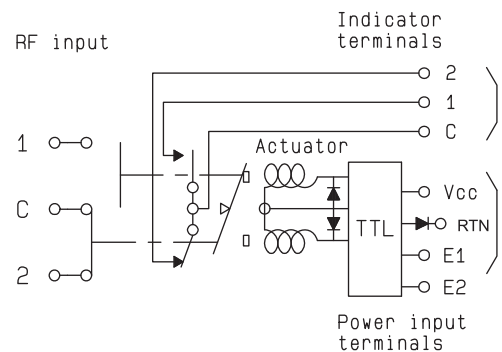 Indicator
terminals
RF input
2
1
C
1
Actuator
C
TTL
Vcc
RTN
E1
2
E2
Power input
terminals